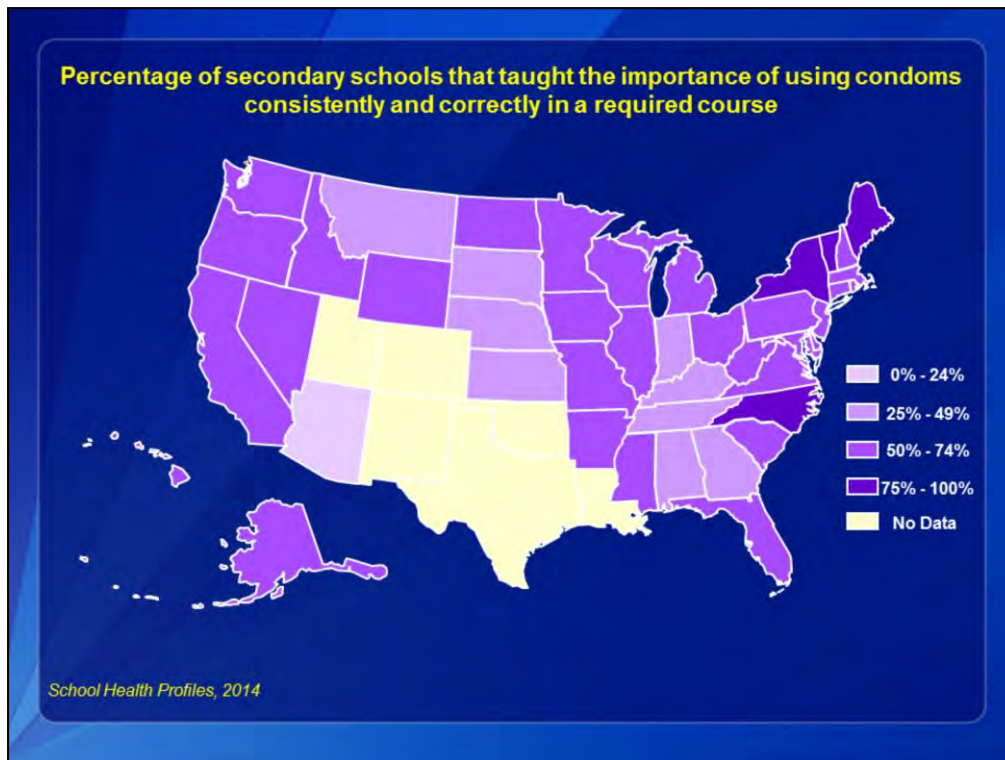 Percentage of secondary schools that taught the importance of using condoms
consistently and correctly in a required course
0% - 24%
25% - 49%
50% - 74%
75% - 100%
No Data
School Health Profiles, 2014